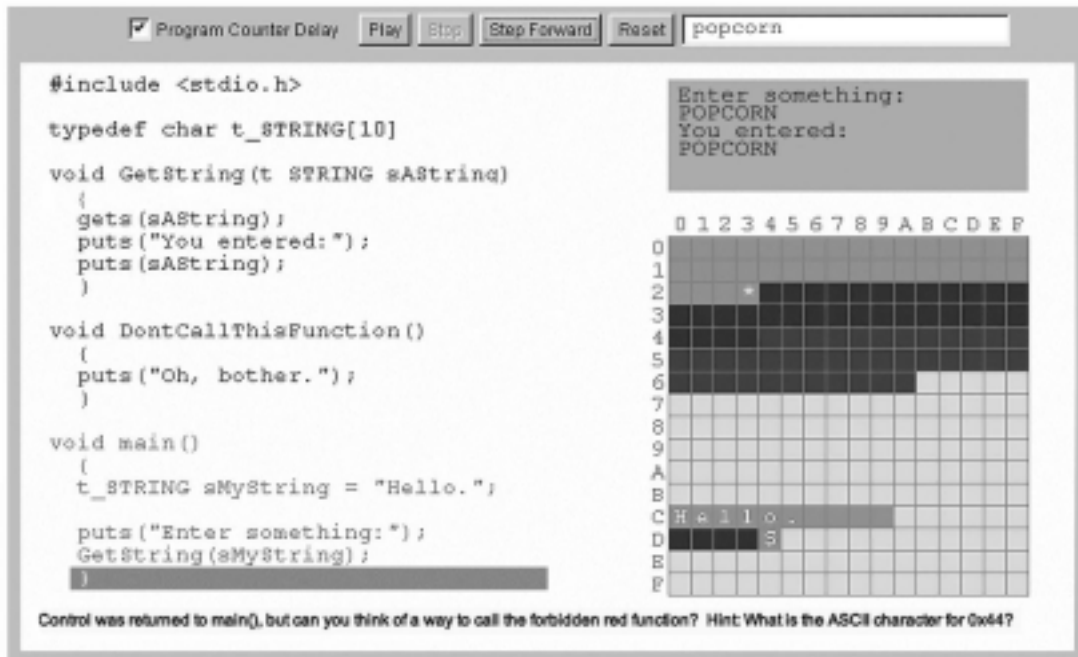 Program Counter Delay Play Stop Step Forward Reset popcorn
#include <stdio.h>
typedef char t_STRING[10]
void GetString(t STRING sAString)
{
gets(sAString);
puts("You entered:");
puts(sAString);
}
void DontCallThisFunction()
{
puts("Oh, bother.");
}
void main()
{
t_STRING sMyString = "Hello.";
puts("Enter something:");
GetString(sMyString);
}
Enter something:
POPCORN
You entered:
POPCORN
0 1 2 3 4 5 6 7 8 9 A B C D E F
0
1
2 *
3
4
5
6
7
8
9
A
B
C H e l l o .
D S
E
F
Control was returned to main(), but can you think of a way to call the forbidden red function? Hint: What is the ASCII character for 0x44?